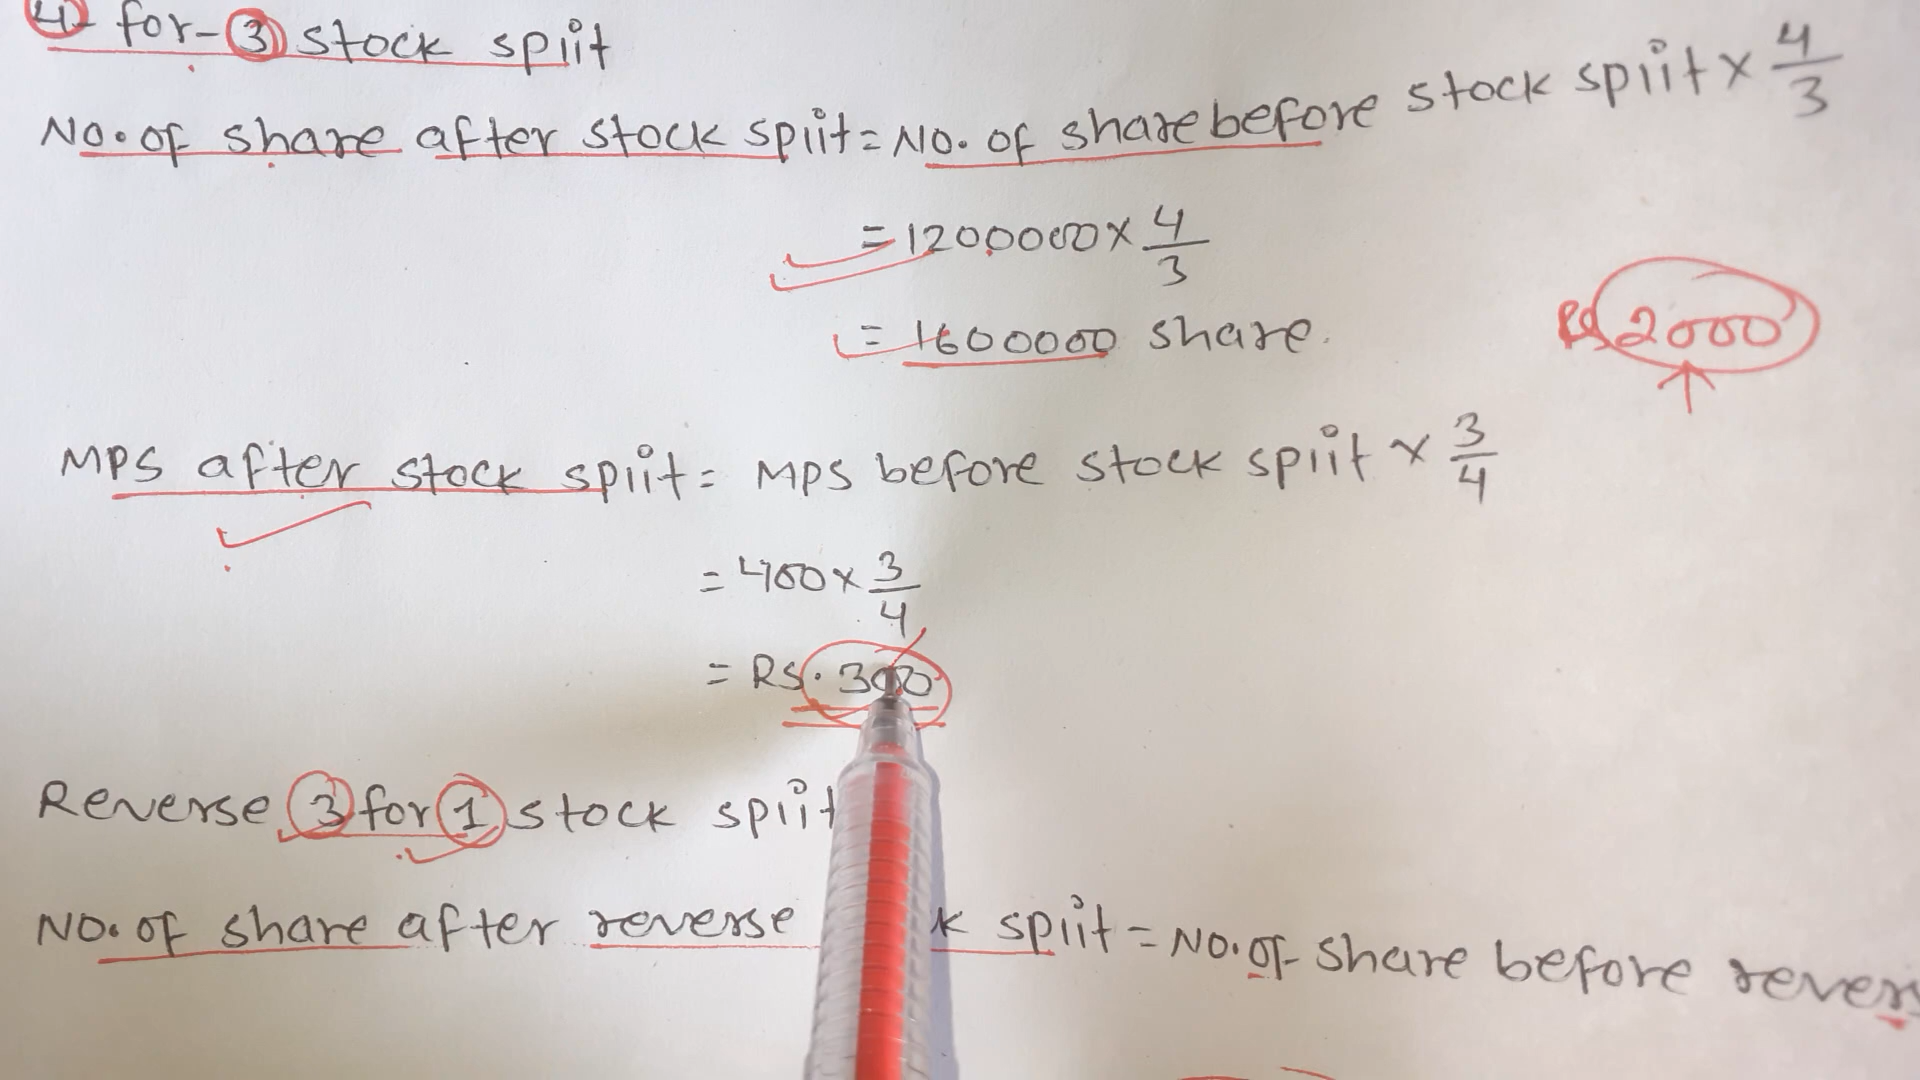 4 for-3 stock spiit
No. of share after stock spiit = No. of share before stock spiit × 4/3
= 1200000 × 4/3
= 1600000 share.
Rs 2000
MPS after stock spiit = MPS before stock spiit × 3/4
= 400 × 3/4
= RS. 300
Reverse 3 for 1 stock spiit
No. of share after reverse k spiit = No. of share before revers